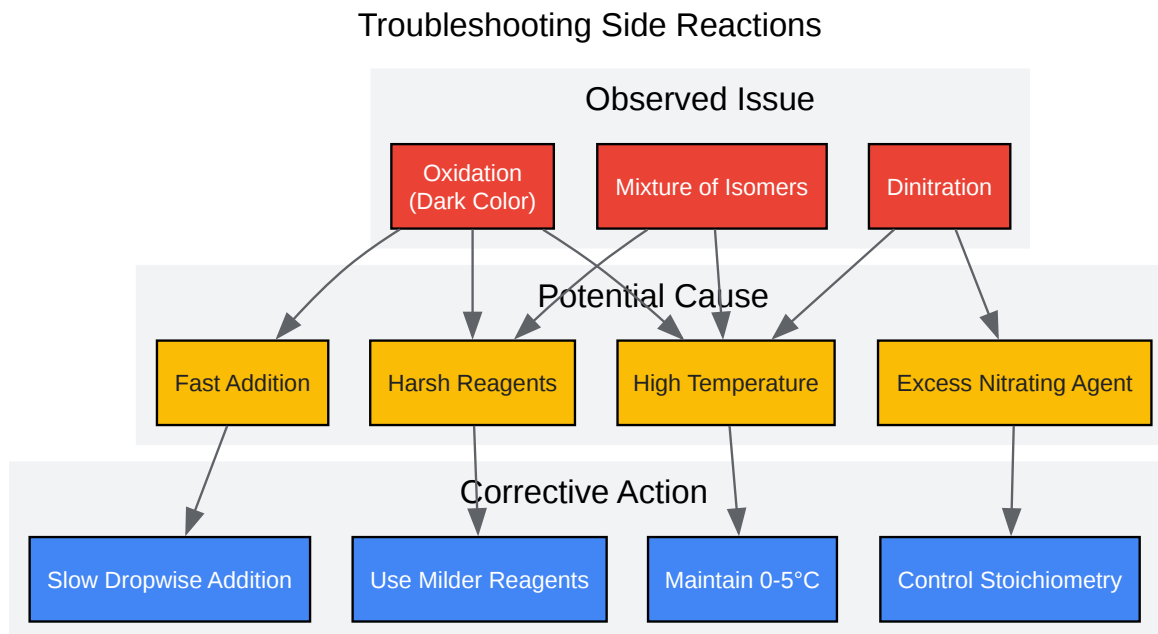 Troubleshooting Side Reactions
Observed Issue
Oxidation
(Dark Color)
Mixture of Isomers
Dinitration
Potential Cause
Fast Addition
Harsh Reagents
High Temperature
Excess Nitrating Agent
Corrective Action
Slow Dropwise Addition
Use Milder Reagents
Maintain 0-5°C
Control Stoichiometry